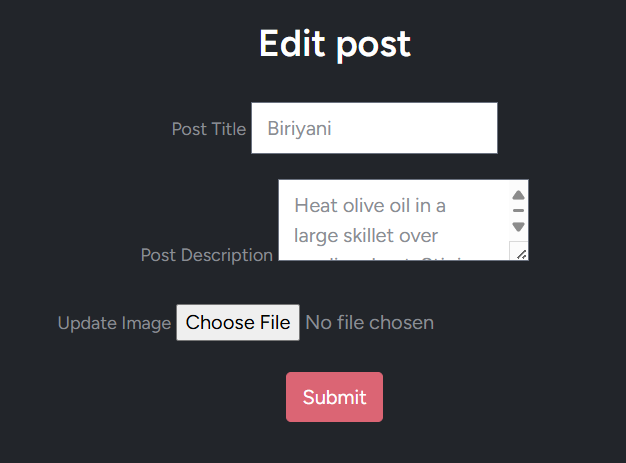 Edit post
Post Title Biriyani
Heat olive oil in a
large skillet over
Post Description
Update Image Choose File No file chosen
Submit